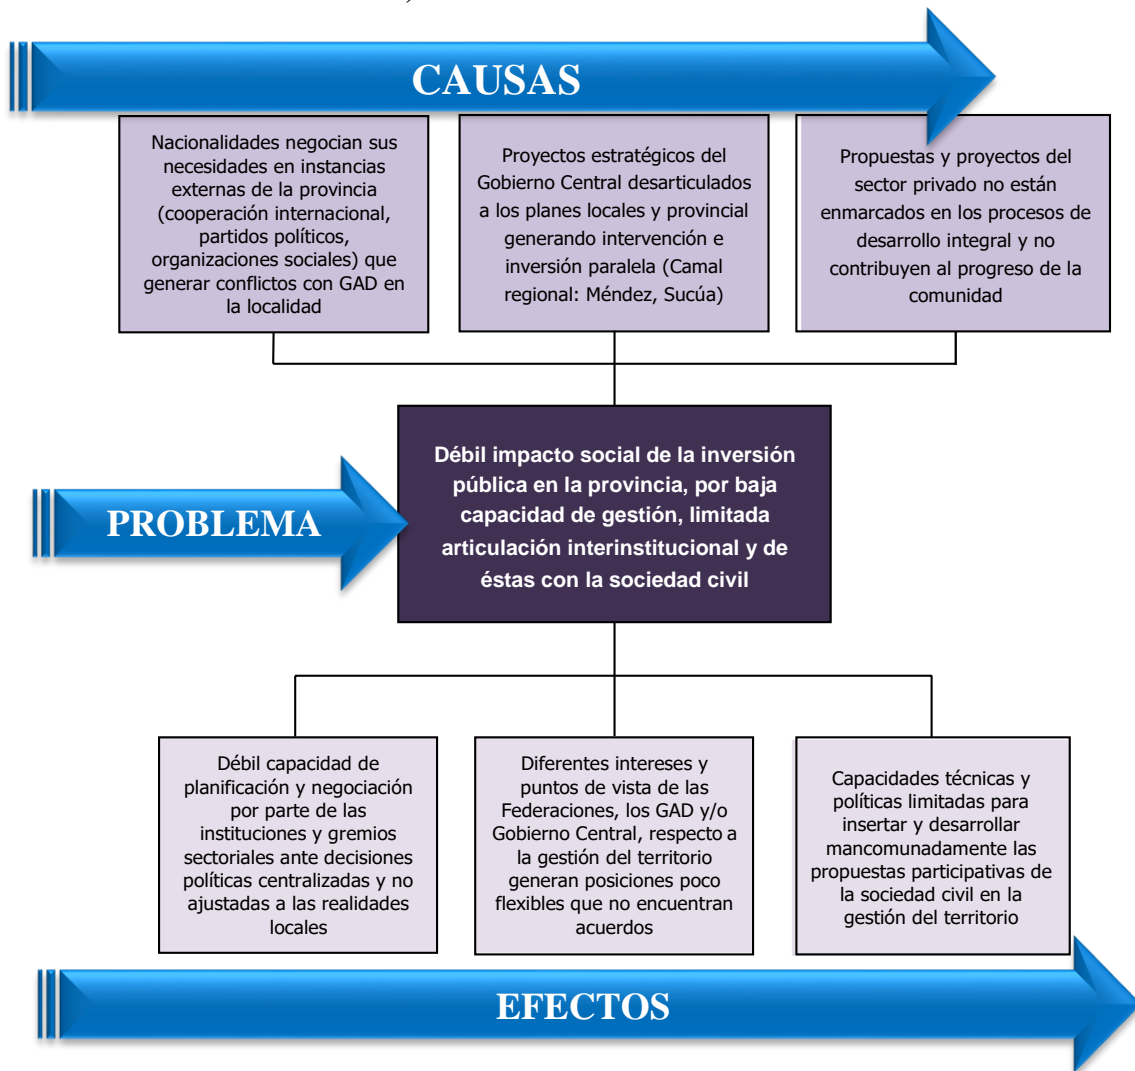 CAUSAS
Nacionalidades negocian sus
necesidades en instancias
externas de la provincia
(cooperación internacional,
partidos políticos,
organizaciones sociales) que
generar conflictos con GAD en
la localidad
Proyectos estratégicos del
Gobierno Central desarticulados
a los planes locales y provincial
generando intervención e
inversión paralela (Camal
regional: Méndez, Sucúa)
Propuestas y proyectos del
sector privado no están
enmarcados en los procesos de
desarrollo integral y no
contribuyen al progreso de la
comunidad
PROBLEMA
Débil impacto social de la inversión
pública en la provincia, por baja
capacidad de gestión, limitada
articulación interinstitucional y de
éstas con la sociedad civil
Débil capacidad de
planificación y negociación
por parte de las
instituciones y gremios
sectoriales ante decisiones
políticas centralizadas y no
ajustadas a las realidades
locales
Diferentes intereses y
puntos de vista de las
Federaciones, los GAD y/o
Gobierno Central, respecto a
la gestión del territorio
generan posiciones poco
flexibles que no encuentran
acuerdos
Capacidades técnicas y
políticas limitadas para
insertar y desarrollar
mancomunadamente las
propuestas participativas de
la sociedad civil en la
gestión del territorio
EFECTOS